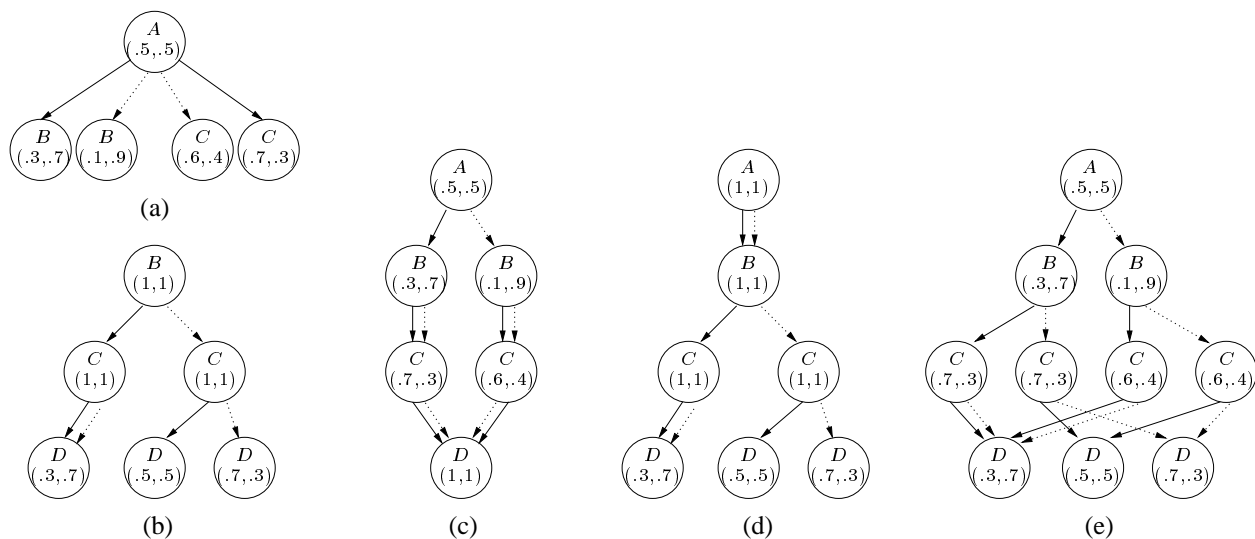 A
(.5,.5)
B
(.3,.7)
B
(.1,.9)
C
(.6,.4)
C
(.7,.3)
(a)
B
(1,1)
C
(1,1)
C
(1,1)
D
(.3,.7)
D
(.5,.5)
D
(.7,.3)
(b)
A
(.5,.5)
B
(.3,.7)
B
(.1,.9)
C
(.7,.3)
C
(.6,.4)
D
(1,1)
(c)
A
(1,1)
B
(1,1)
C
(1,1)
C
(1,1)
D
(.3,.7)
D
(.5,.5)
D
(.7,.3)
(d)
A
(.5,.5)
B
(.3,.7)
B
(.1,.9)
C
(.7,.3)
C
(.7,.3)
C
(.6,.4)
C
(.6,.4)
D
(.3,.7)
D
(.5,.5)
D
(.7,.3)
(e)